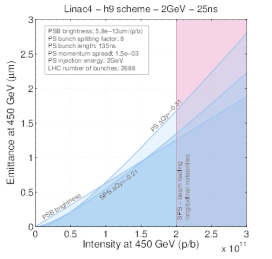 Linac4 − h9 scheme − 2GeV − 25ns
PSB brightness: 5.8e−13um/(p/b)
PS bunch splitting factor: 8
PS bunch length: 135ns
PS momentum spread: 1.5e−03
PS injection energy: 2GeV
LHC number of bunches: 2688
Emittance at 450 GeV (μm)
3
2.5
2
1.5
1
0.5
0
PS ΔQy=−0.31
SPS ΔQy=−0.21
PSB brightness
SPS − beam loading
longitudinal instabilities
0 0.5 1 1.5 2 2.5 3
Intensity at 450 GeV (p/b)
x 10¹¹